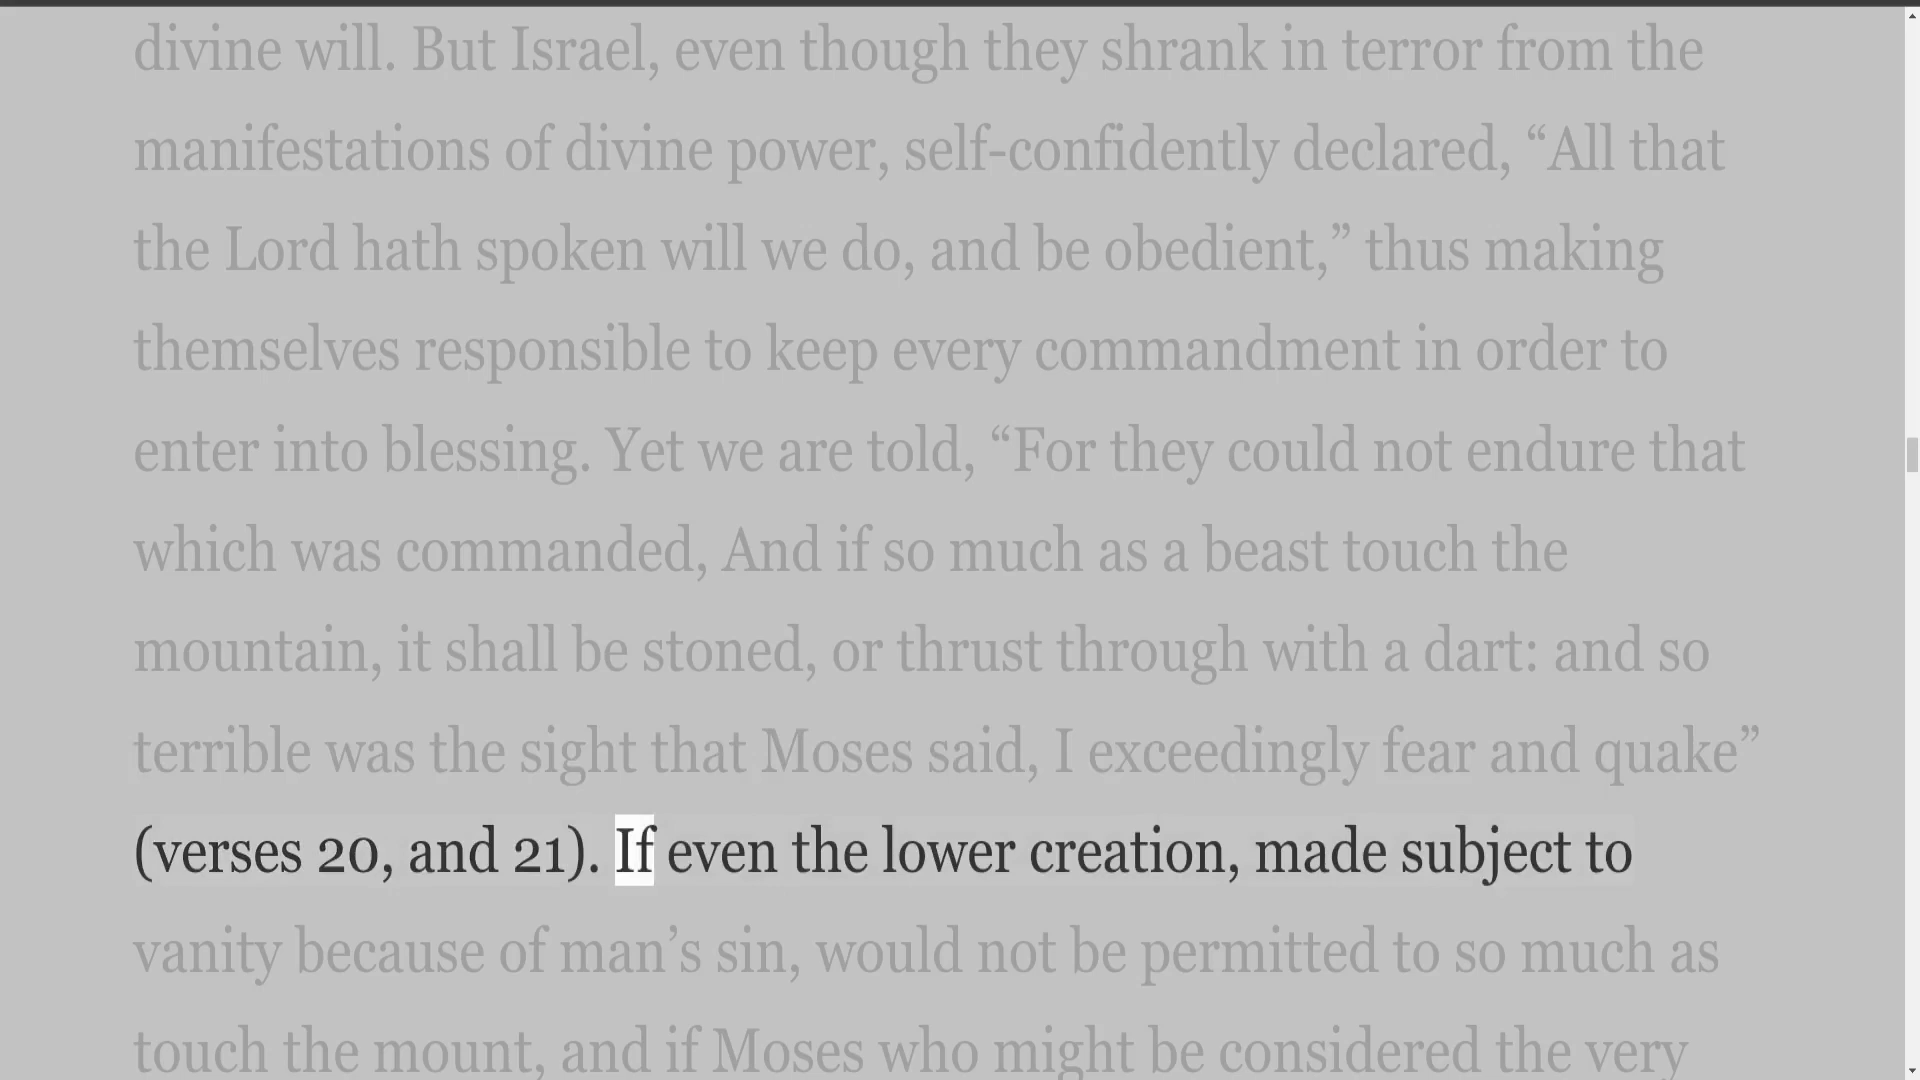 divine will. But Israel, even though they shrank in terror from the
manifestations of divine power, self-confidently declared, “All that
the Lord hath spoken will we do, and be obedient,” thus making
themselves responsible to keep every commandment in order to
enter into blessing. Yet we are told, “For they could not endure that
which was commanded, And if so much as a beast touch the
mountain, it shall be stoned, or thrust through with a dart: and so
terrible was the sight that Moses said, I exceedingly fear and quake”
(verses 20, and 21). If even the lower creation, made subject to
vanity because of man’s sin, would not be permitted to so much as
touch the mount, and if Moses who might be considered the very